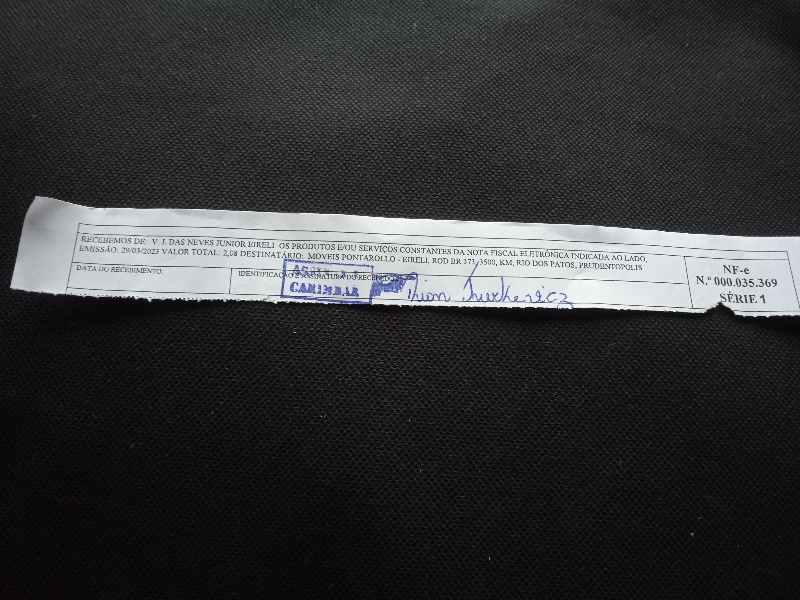 RECEBEMOS DE: V. J. DAS NEVES JUNIOR EIRELI OS PRODUTOS E/OU SERVIÇOS CONSTANTES DA NOTA FISCAL ELETRÔNICA INDICADA AO LADO,
EMISSÃO: 29/03/2023 VALOR TOTAL: 2,08 DESTINATÁRIO: MOVEIS PONTAROLLO - EIRELI, ROD BR 373, 3500, KM, RIO DOS PATOS, PRUDENTOPOLIS
DATA DO RECEBIMENTO:
IDENTIFICAÇÃO E ASSINATURA DO RECEBEDOR
CARIMBAR
NF-e
N.º 000.035.369
SÉRIE 1